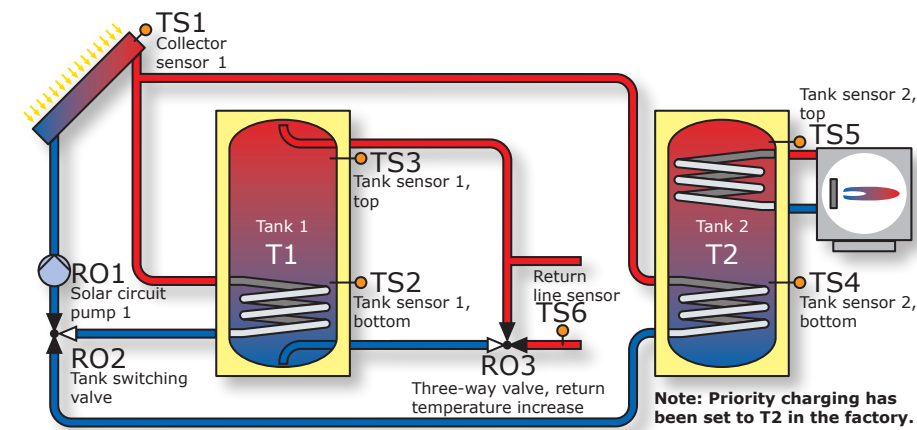 TS1
Collector
sensor 1
Tank sensor 2,
top
TS5
TS3
Tank sensor 1,
top
Tank 1
T1
Tank 2
T2
RO1
Solar circuit
pump 1
TS2
Tank sensor 1,
bottom
Return
line sensor
TS6
TS4
Tank sensor 2,
bottom
RO2
Tank switching
valve
RO3
Three-way valve, return
temperature increase
Note: Priority charging has
been set to T2 in the factory.